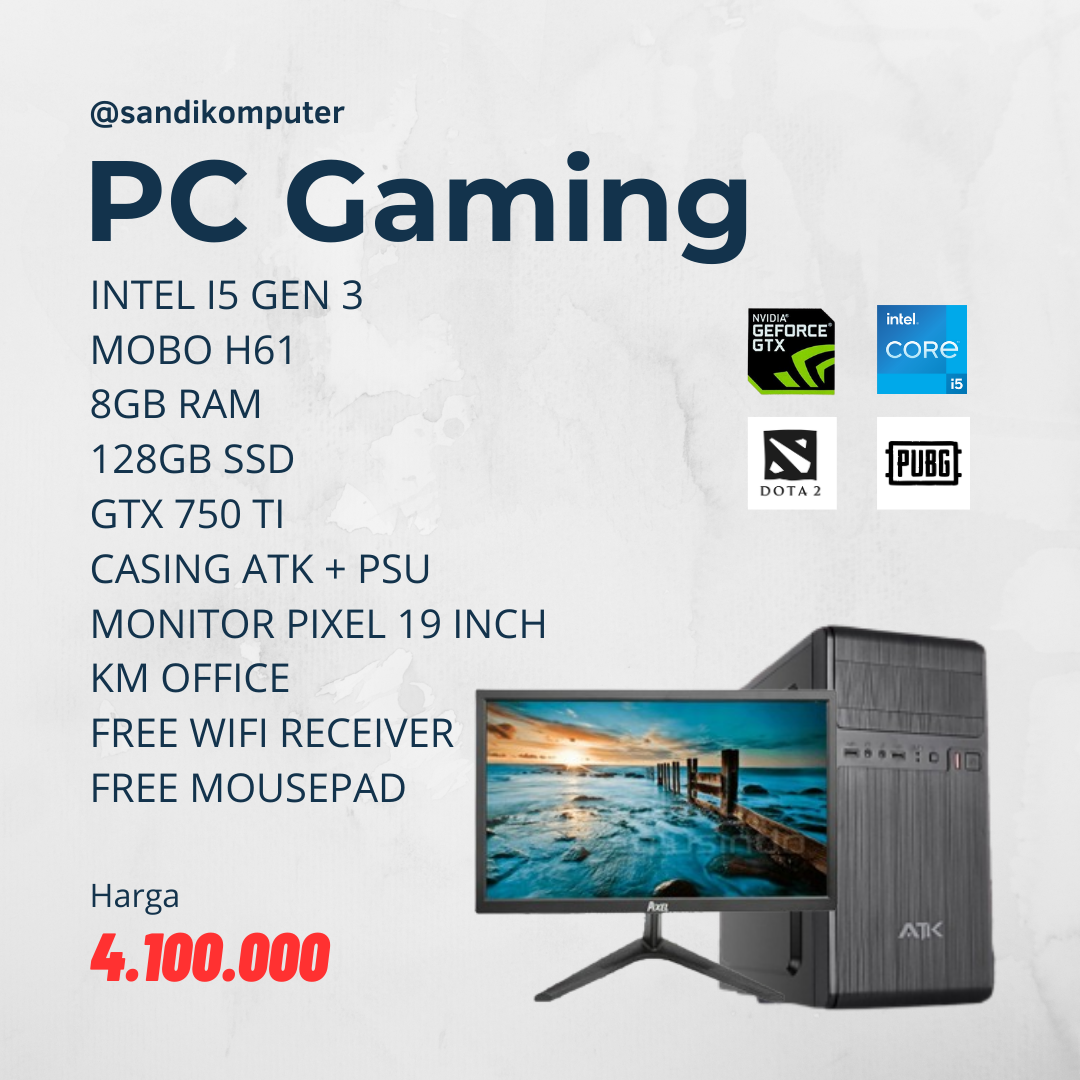 @sandikomputer
PC Gaming
INTEL I5 GEN 3
MOBO H61
8GB RAM
128GB SSD
GTX 750 TI
CASING ATK + PSU
MONITOR PIXEL 19 INCH
KM OFFICE
FREE WIFI RECEIVER
FREE MOUSEPAD
Harga
4.100.000
NVIDIA®
GEFORCE®
GTX
intel.
CORE
i5
DOTA 2
PUBG
PIXEL
ATK